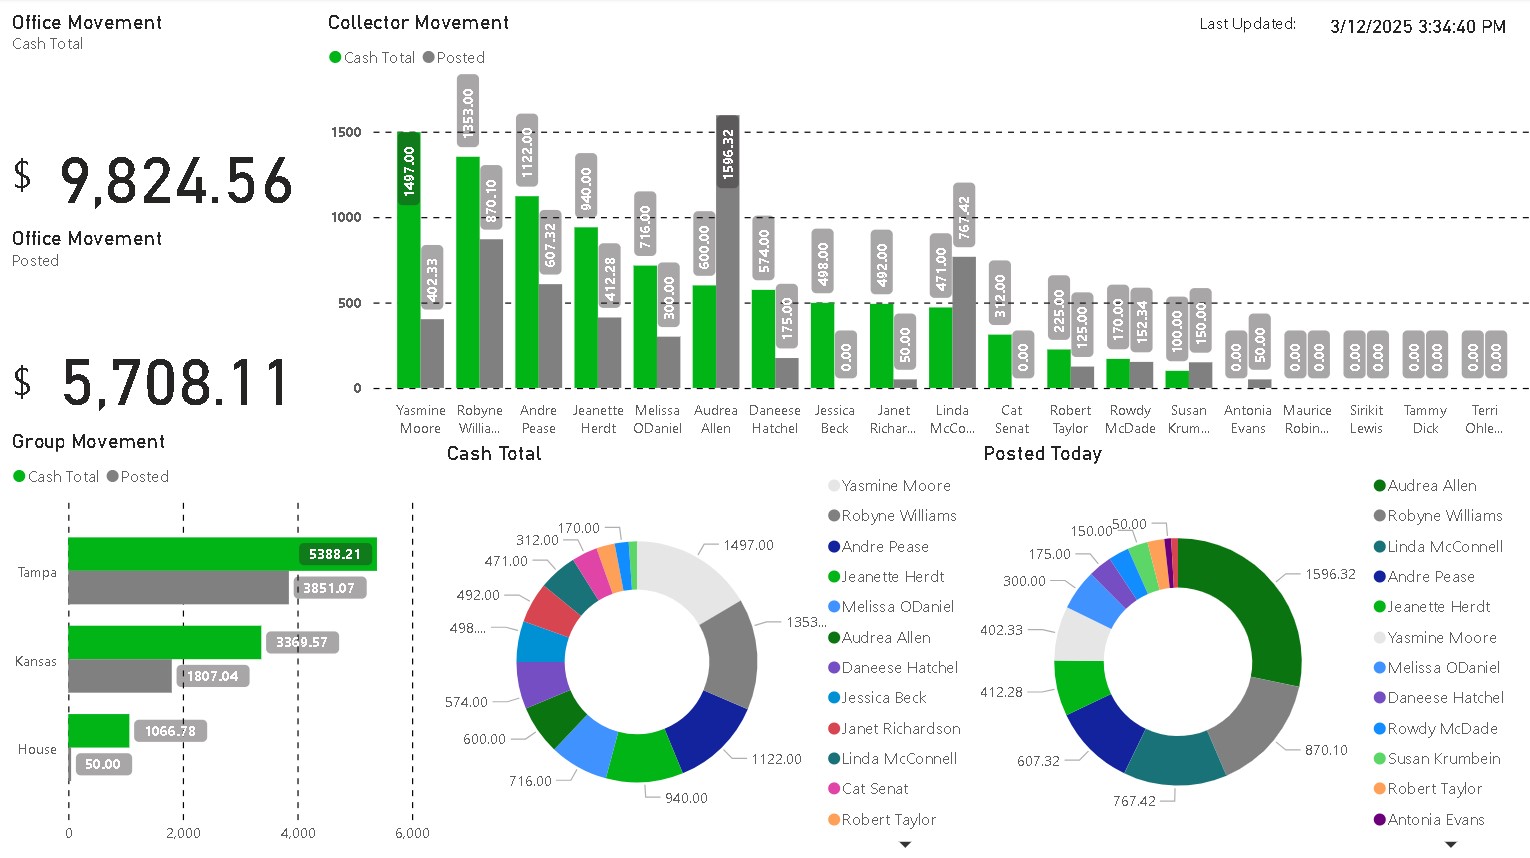 Office Movement
Cash Total
$ 9,824.56
Office Movement
Posted
$ 5,708.11
Collector Movement
Last Updated: 3/12/2025 3:34:40 PM
Cash Total Posted
1500
1000
500
0
1497.00 402.33
1353.00 870.10
1122.00 607.32
940.00 412.28
716.00 300.00
600.00 1596.32
574.00 175.00
498.00 0.00
492.00 50.00
471.00 767.42
312.00 0.00
225.00 125.00
170.00 152.34
100.00 150.00
0.00 50.00
0.00 0.00
0.00 0.00
0.00 0.00
0.00 0.00
Yasmine Moore
Robyne Willia...
Andre Pease
Jeanette Herdt
Melissa ODaniel
Audrea Allen
Daneese Hatchel
Jessica Beck
Janet Richar...
Linda McCo...
Cat Senat
Robert Taylor
Rowdy McDade
Susan Krum...
Antonia Evans
Maurice Robin...
Sirikit Lewis
Tammy Dick
Terri Ohle...
Group Movement
Cash Total Posted
Tampa
5388.21
3851.07
Kansas
3369.57
1807.04
House
1066.78
50.00
0 2,000 4,000 6,000
Cash Total
1497.00
1353...
1122.00
940.00
716.00
600.00
574.00
498....
492.00
471.00
312.00
170.00
Yasmine Moore
Robyne Williams
Andre Pease
Jeanette Herdt
Melissa ODaniel
Audrea Allen
Daneese Hatchel
Jessica Beck
Janet Richardson
Linda McConnell
Cat Senat
Robert Taylor
Posted Today
1596.32
870.10
767.42
607.32
412.28
402.33
300.00
175.00
150.00
50.00
Audrea Allen
Robyne Williams
Linda McConnell
Andre Pease
Jeanette Herdt
Yasmine Moore
Melissa ODaniel
Daneese Hatchel
Rowdy McDade
Susan Krumbein
Robert Taylor
Antonia Evans